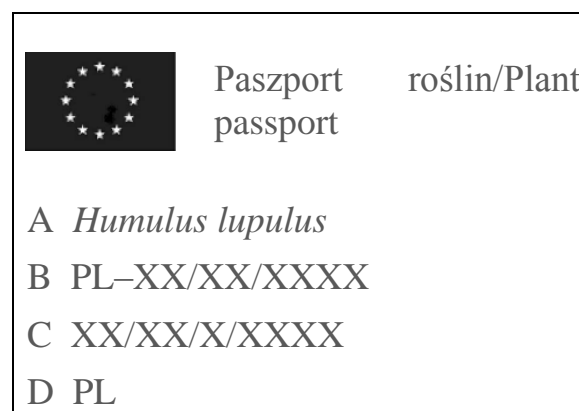 Paszport roślin/Plant
passport
A Humulus lupulus
B PL–XX/XX/XXXX
C XX/XX/X/XXXX
D PL